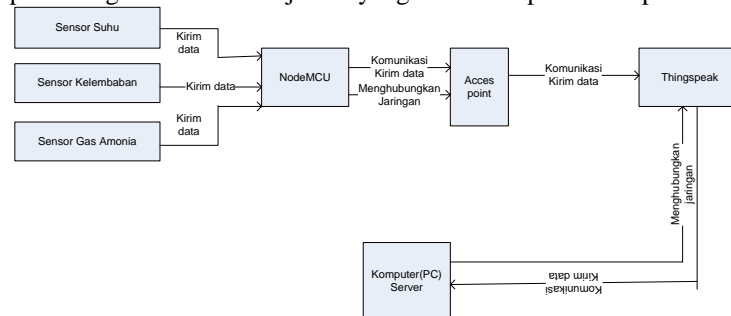 Sensor Suhu
Kirim
data
Sensor Kelembaban
Kirim data
Sensor Gas Amonia
Kirim
data
NodeMCU
Komunikasi
Kirim data
Menghubungkan
Jaringan
Acces
point
Komunikasi
Kirim data
Thingspeak
Menghubungkan
jaringan
Komputer(PC)
Server
Komunikasi
Kirim data